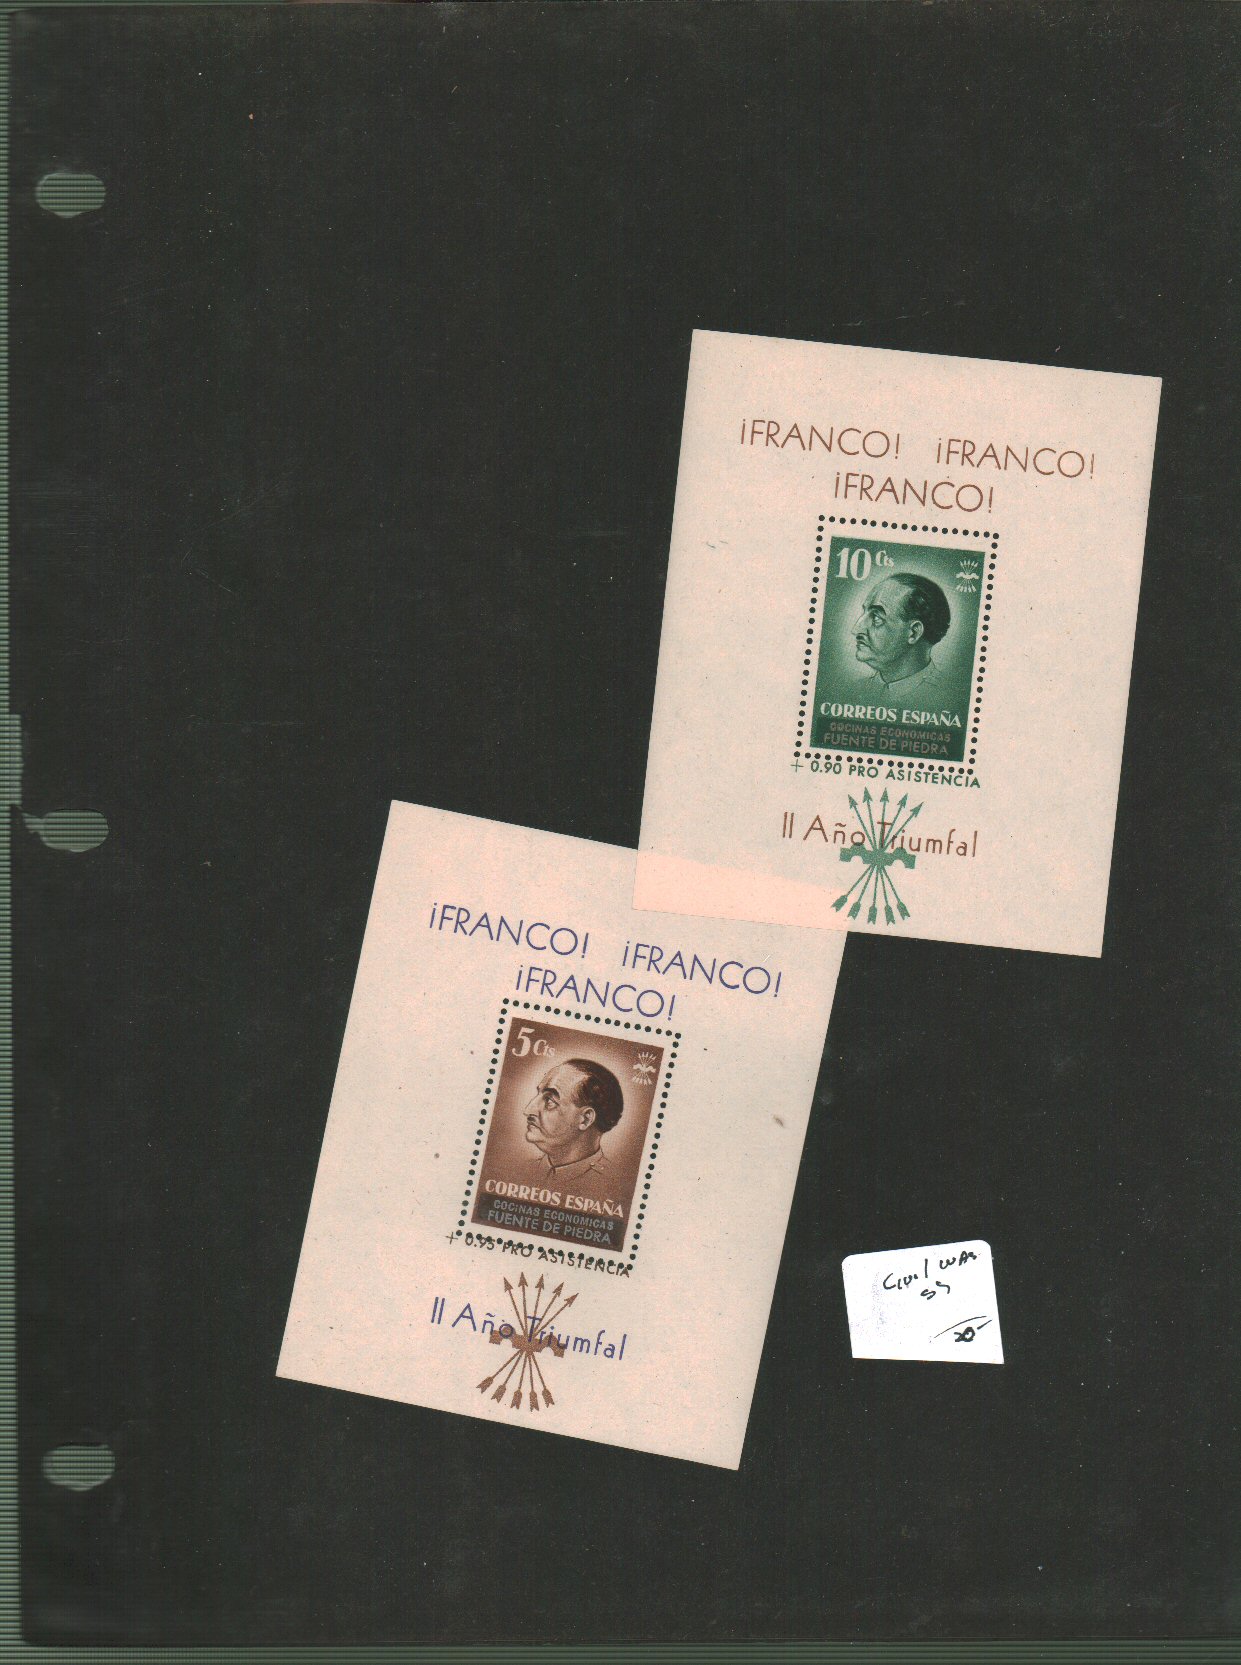 ¡FRANCO! ¡FRANCO!
¡FRANCO!
10 Cts
CORREOS ESPAÑA
COCINAS ECONOMICAS
FUENTE DE PIEDRA
+ 0.90 PRO ASISTENCIA
II Año Triumfal
¡FRANCO! ¡FRANCO!
¡FRANCO!
5 Cts
CORREOS ESPAÑA
COCINAS ECONOMICAS
FUENTE DE PIEDRA
+ 0.95 PRO ASISTENCIA
II Año Triumfal
Civil War
20-